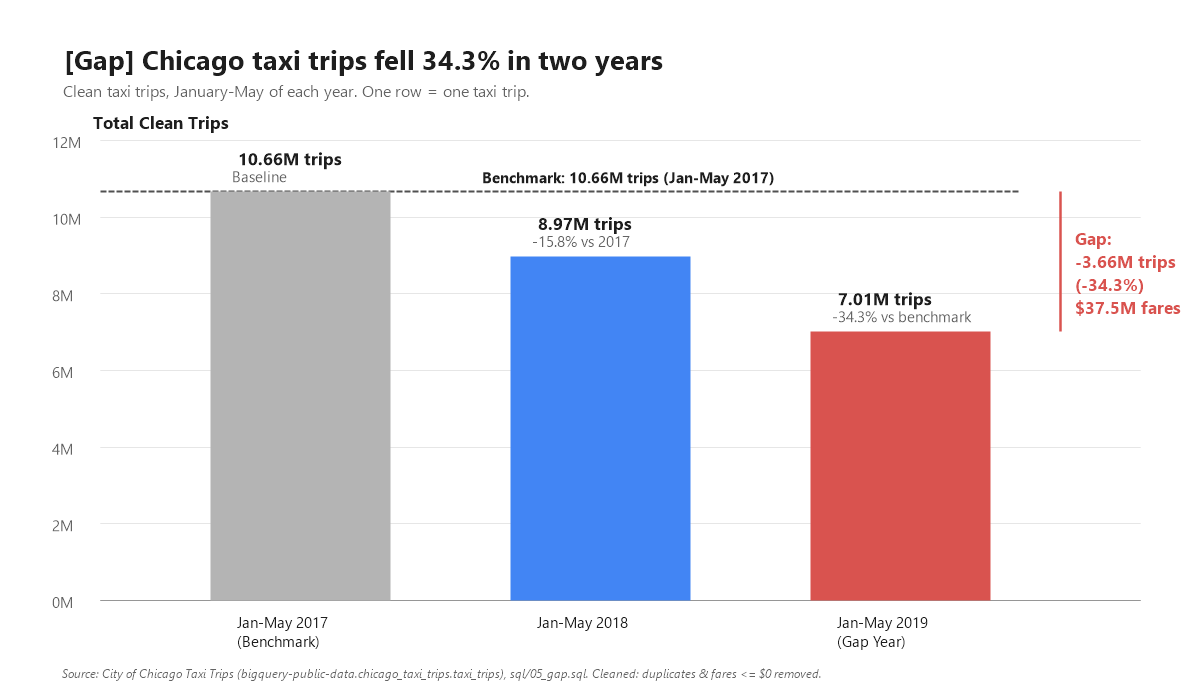 [Gap] Chicago taxi trips fell 34.3% in two years
Clean taxi trips, January-May of each year. One row = one taxi trip.
Total Clean Trips
12M
10M
8M
6M
4M
2M
0M
10.66M trips
Baseline
Benchmark: 10.66M trips (Jan-May 2017)
8.97M trips
-15.8% vs 2017
7.01M trips
-34.3% vs benchmark
Gap:
-3.66M trips
(-34.3%)
$37.5M fares
Jan-May 2017
(Benchmark)
Jan-May 2018
Jan-May 2019
(Gap Year)
Source: City of Chicago Taxi Trips (bigquery-public-data.chicago_taxi_trips.taxi_trips), sql/05_gap.sql. Cleaned: duplicates & fares <= $0 removed.